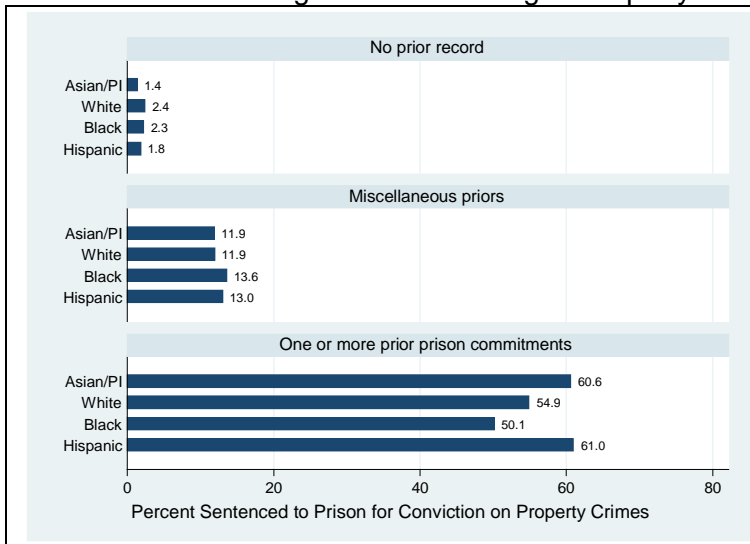 No prior record
Asian/PI 1.4
White 2.4
Black 2.3
Hispanic 1.8
Miscellaneous priors
Asian/PI 11.9
White 11.9
Black 13.6
Hispanic 13.0
One or more prior prison commitments
Asian/PI 60.6
White 54.9
Black 50.1
Hispanic 61.0
0 20 40 60 80
Percent Sentenced to Prison for Conviction on Property Crimes